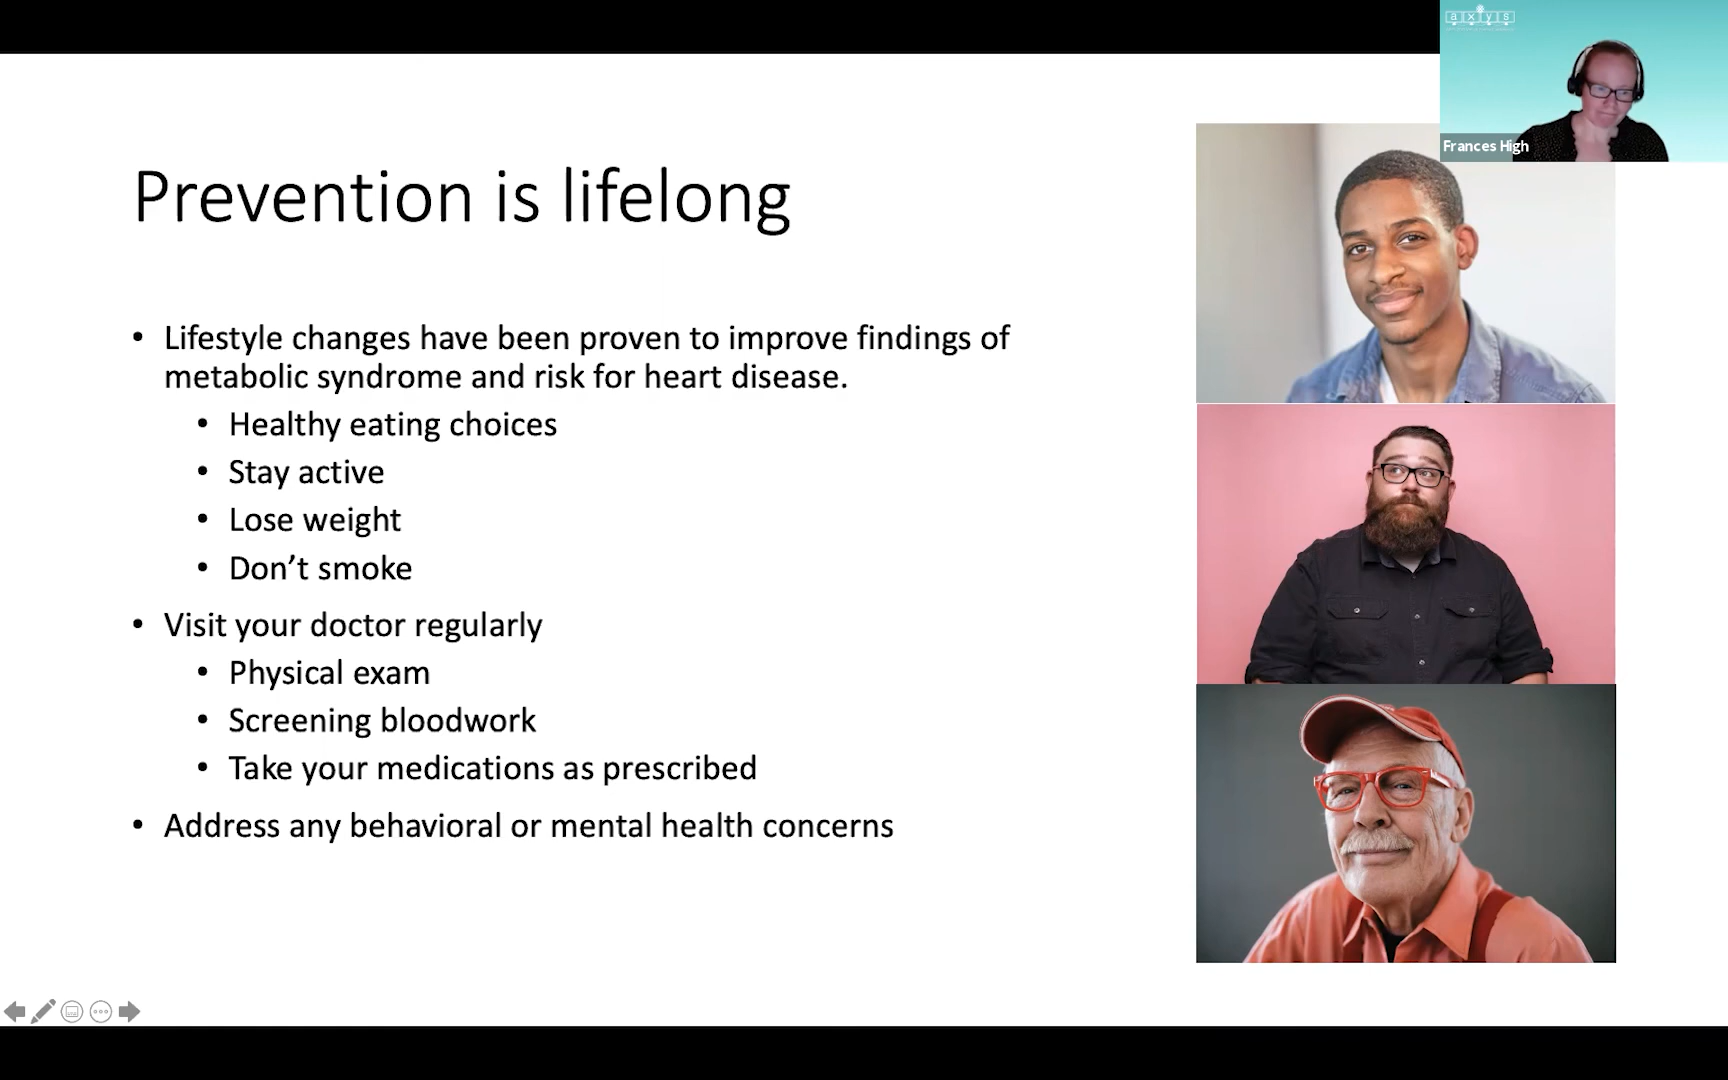 axys
Frances High
Prevention is lifelong
• Lifestyle changes have been proven to improve findings of
metabolic syndrome and risk for heart disease.
• Healthy eating choices
• Stay active
• Lose weight
• Don’t smoke
• Visit your doctor regularly
• Physical exam
• Screening bloodwork
• Take your medications as prescribed
• Address any behavioral or mental health concerns